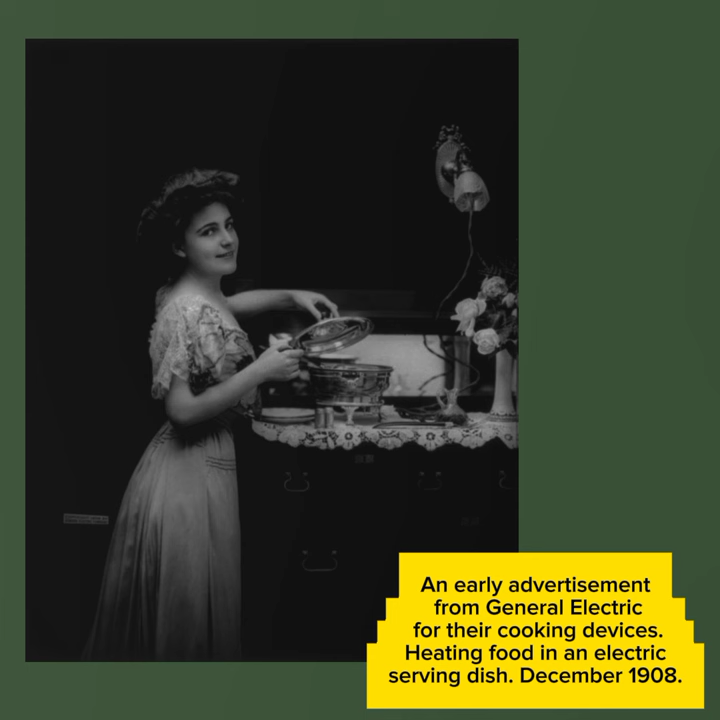 An early advertisement
from General Electric
for their cooking devices.
Heating food in an electric
serving dish. December 1908.